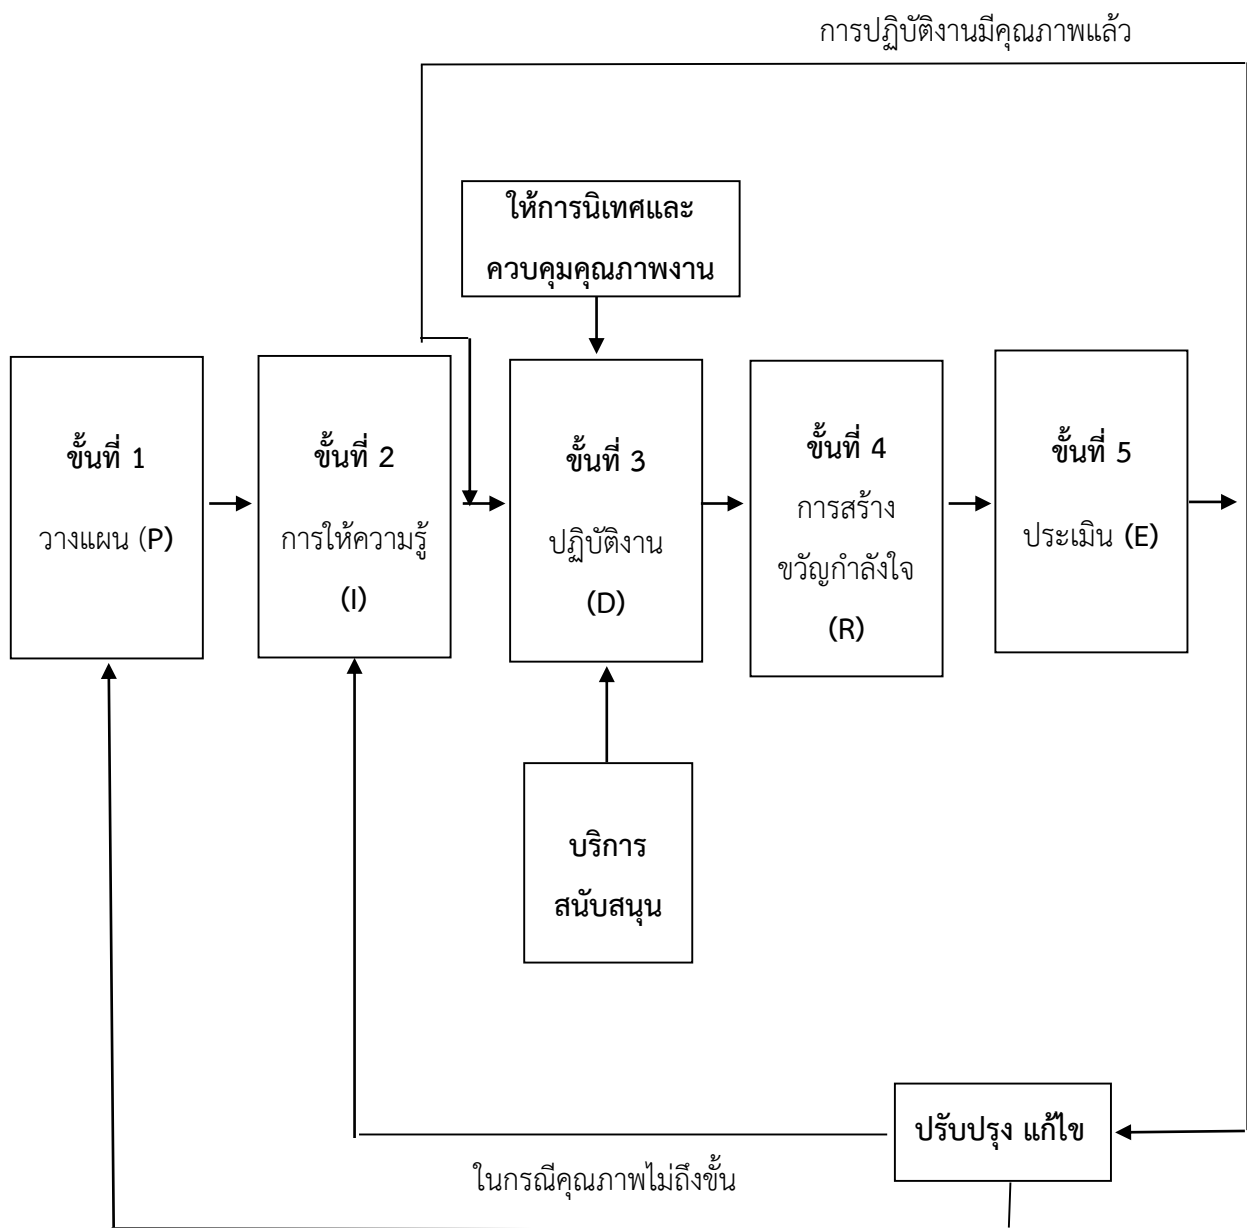 การปฏิบัติงานมีคุณภาพแล้ว
ให้การนิเทศและ
ควบคุมคุณภาพงาน
ขั้นที่ 1
วางแผน (P)
ขั้นที่ 2
การให้ความรู้
(I)
ขั้นที่ 3
ปฏิบัติงาน
(D)
ขั้นที่ 4
การสร้าง
ขวัญกำลังใจ
(R)
ขั้นที่ 5
ประเมิน (E)
บริการ
สนับสนุน
ปรับปรุง แก้ไข
ในกรณีคุณภาพไม่ถึงขั้น